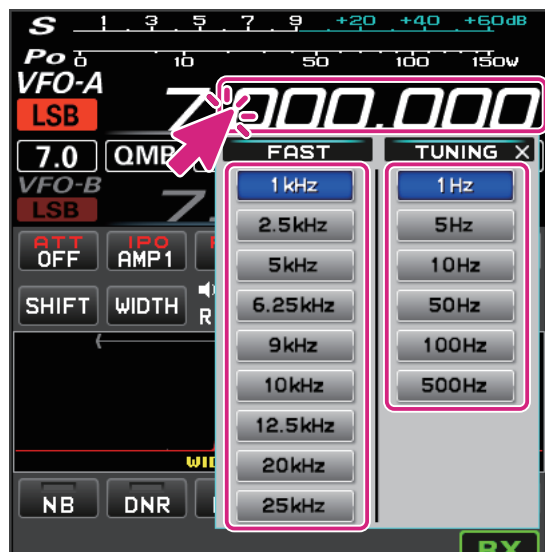 S 1 3 5 7 9 +20 +40 +60dB
Po 0 10 50 100 150W
VFO-A
LSB 7.000.000
7.0 QMB
FAST TUNING X
VFO-B
LSB 7.
1kHz 1Hz
2.5kHz 5Hz
ATT IPO
OFF AMP1
5kHz 10Hz
SHIFT WIDTH R
6.25kHz 50Hz
9kHz 100Hz
10kHz 500Hz
12.5kHz
20kHz
NB DNR
25kHz
RX